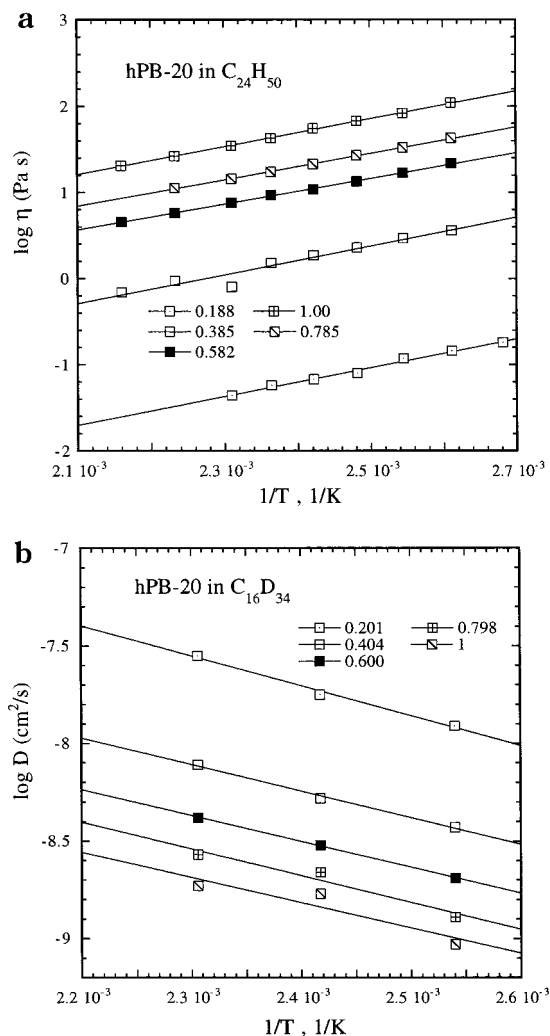 a
hPB-20 in C24H50
log η (Pa s)
3
2
1
0
-1
-2
0.188 1.00
0.385 0.785
0.582
2.1 10-3 2.3 10-3 2.5 10-3 2.7 10-3
1/T , 1/K
b
hPB-20 in C16D34
log D (cm2/s)
-7
-7.5
-8
-8.5
-9
0.201 0.798
0.404 1
0.600
2.2 10-3 2.3 10-3 2.4 10-3 2.5 10-3 2.6 10-3
1/T , 1/K